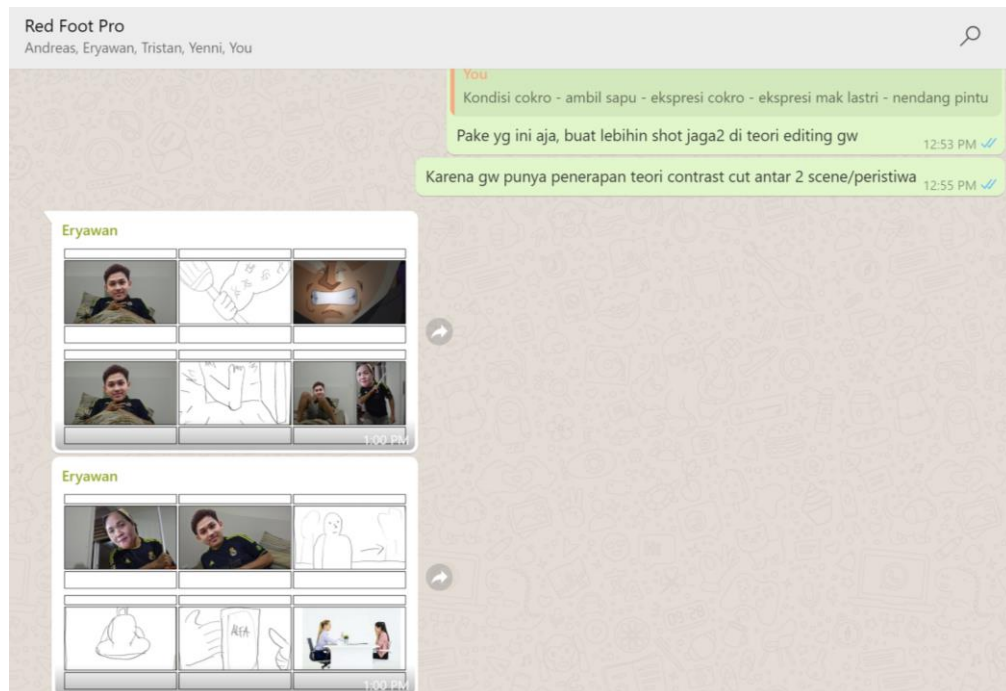 Red Foot Pro
Andreas, Eryawan, Tristan, Yenni, You
You
Kondisi cokro - ambil sapu - ekspresi cokro - ekspresi mak lastri - nendang pintu
Pake yg ini aja, buat lebihin shot jaga2 di teori editing gw
12:53 PM
Karena gw punya penerapan teori contrast cut antar 2 scene/peristiwa
12:55 PM
Eryawan
1:00 PM
Eryawan
ALFA
1:00 PM